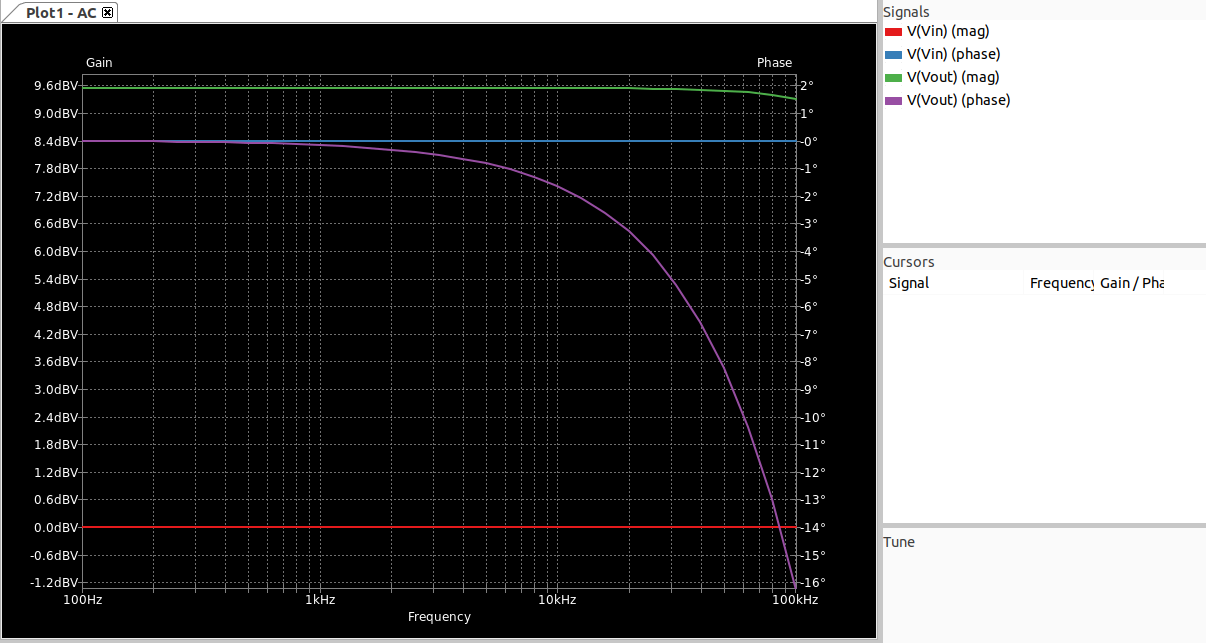 Plot1 - AC
Gain Phase
9.6dBV 2°
9.0dBV 1°
8.4dBV -0°
7.8dBV -1°
7.2dBV -2°
6.6dBV -3°
6.0dBV -4°
5.4dBV -5°
4.8dBV -6°
4.2dBV -7°
3.6dBV -8°
3.0dBV -9°
2.4dBV -10°
1.8dBV -11°
1.2dBV -12°
0.6dBV -13°
0.0dBV -14°
-0.6dBV -15°
-1.2dBV -16°
100Hz 1kHz 10kHz 100kHz
Frequency
Signals
V(Vin) (mag)
V(Vin) (phase)
V(Vout) (mag)
V(Vout) (phase)
Cursors
Signal Frequency Gain / Pha
Tune